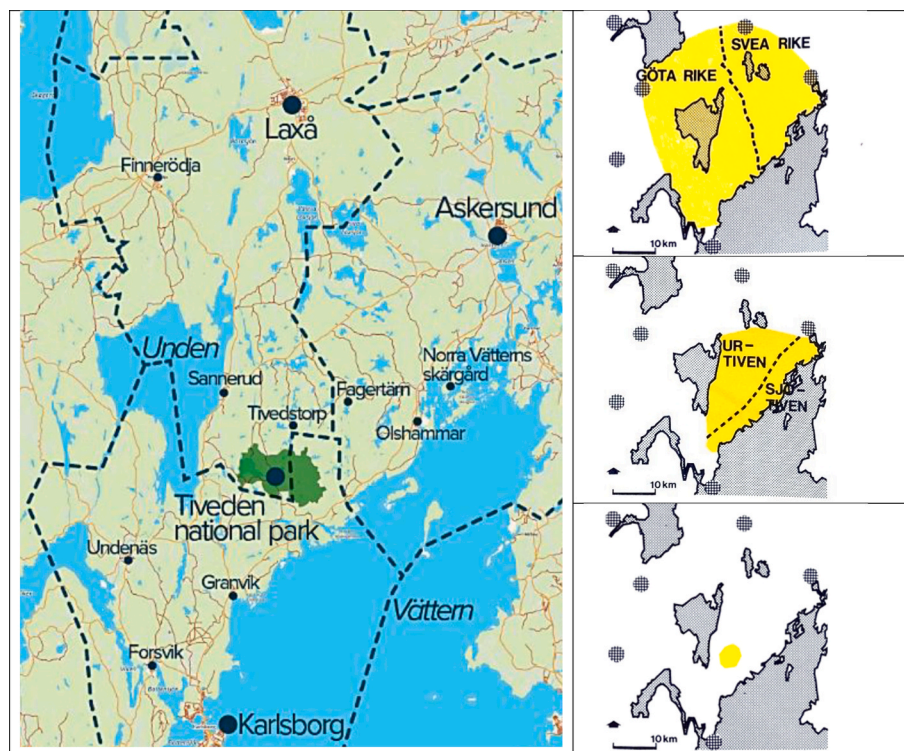 Laxå
Finnerödja
Askersund
Unden
Sannerud
Norra Vätterns
skärgård
Fagertärn
Tivedstorp
Olshammar
Tiveden
national park
Undenäs
Granvik
Vättern
Forsvik
Karlsborg
SVEA RIKE
GÖTA RIKE
10 km
UR-
TIVEN
SJÖ-
TIVEN
10 km
10 km